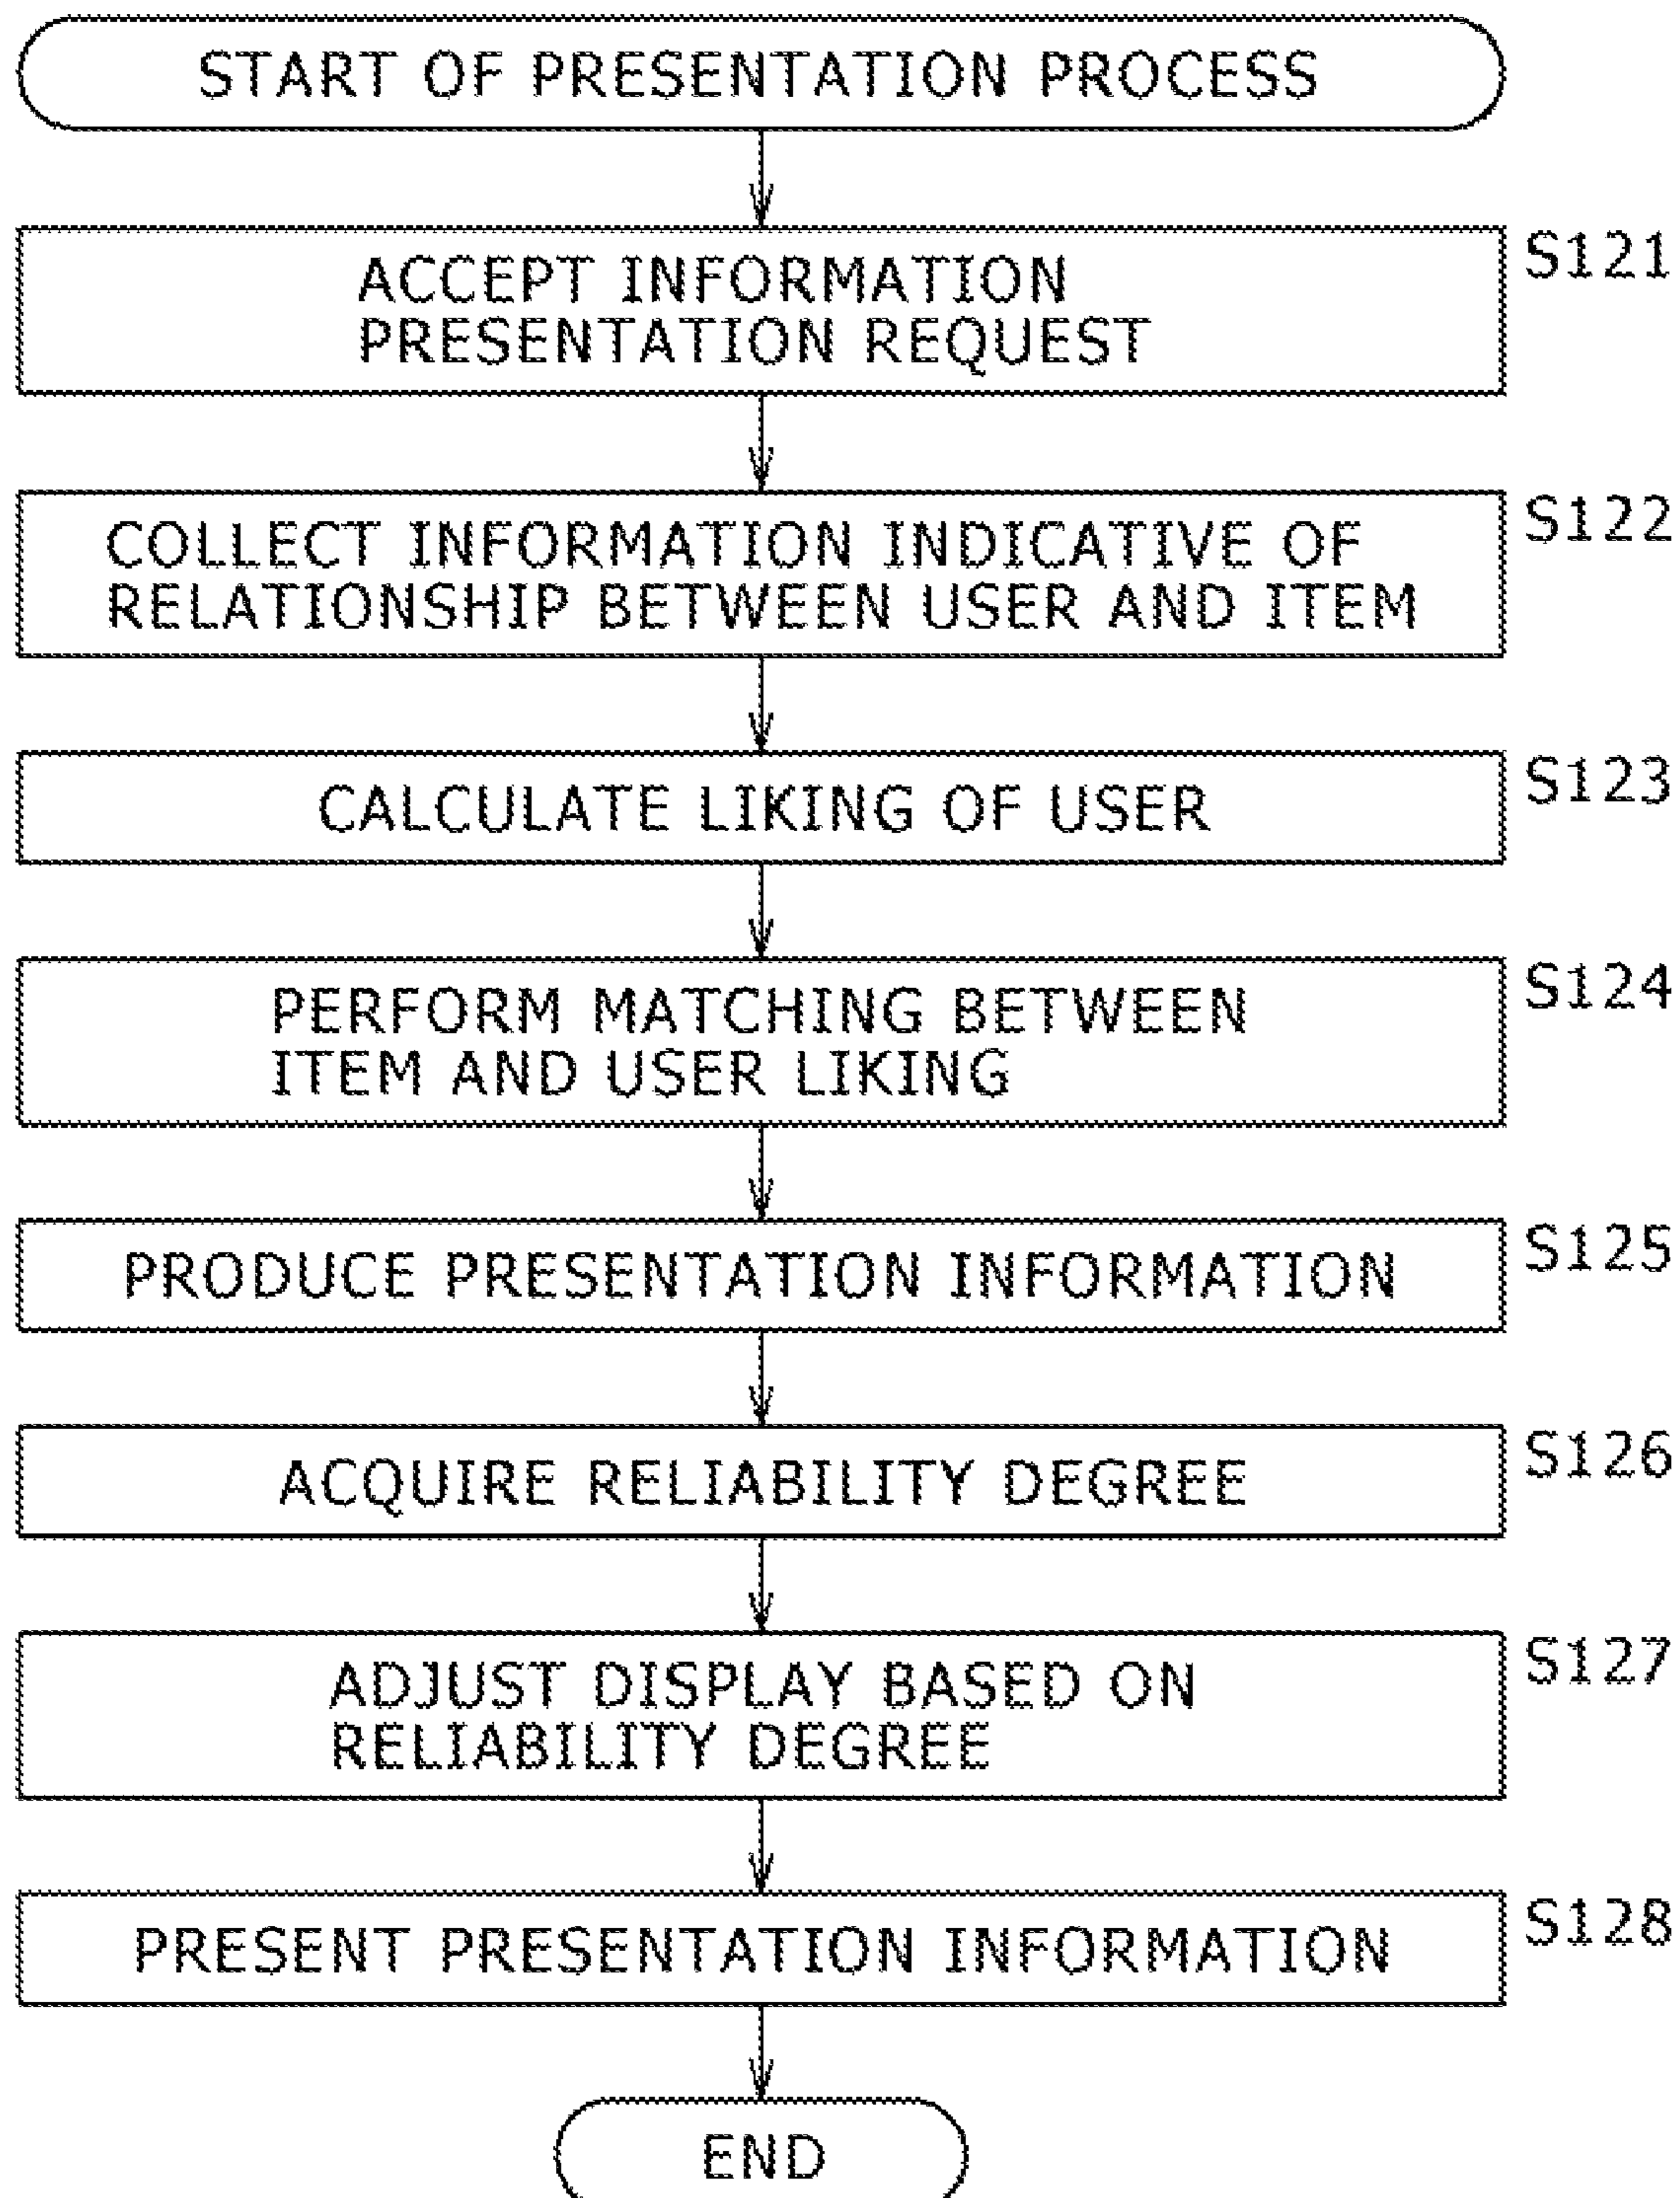 START OF PRESENTATION PROCESS
S121
ACCEPT INFORMATION
PRESENTATION REQUEST
S122
COLLECT INFORMATION INDICATIVE OF
RELATIONSHIP BETWEEN USER AND ITEM
S123
CALCULATE LIKING OF USER
S124
PERFORM MATCHING BETWEEN
ITEM AND USER LIKING
S125
PRODUCE PRESENTATION INFORMATION
S126
ACQUIRE RELIABILITY DEGREE
S127
ADJUST DISPLAY BASED ON
RELIABILITY DEGREE
S128
PRESENT PRESENTATION INFORMATION
END